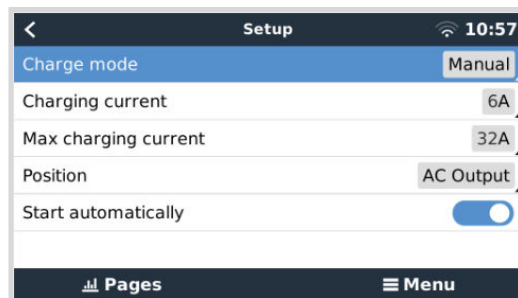 Setup 10:57
Charge mode Manual
Charging current 6A
Max charging current 32A
Position AC Output
Start automatically
Pages Menu